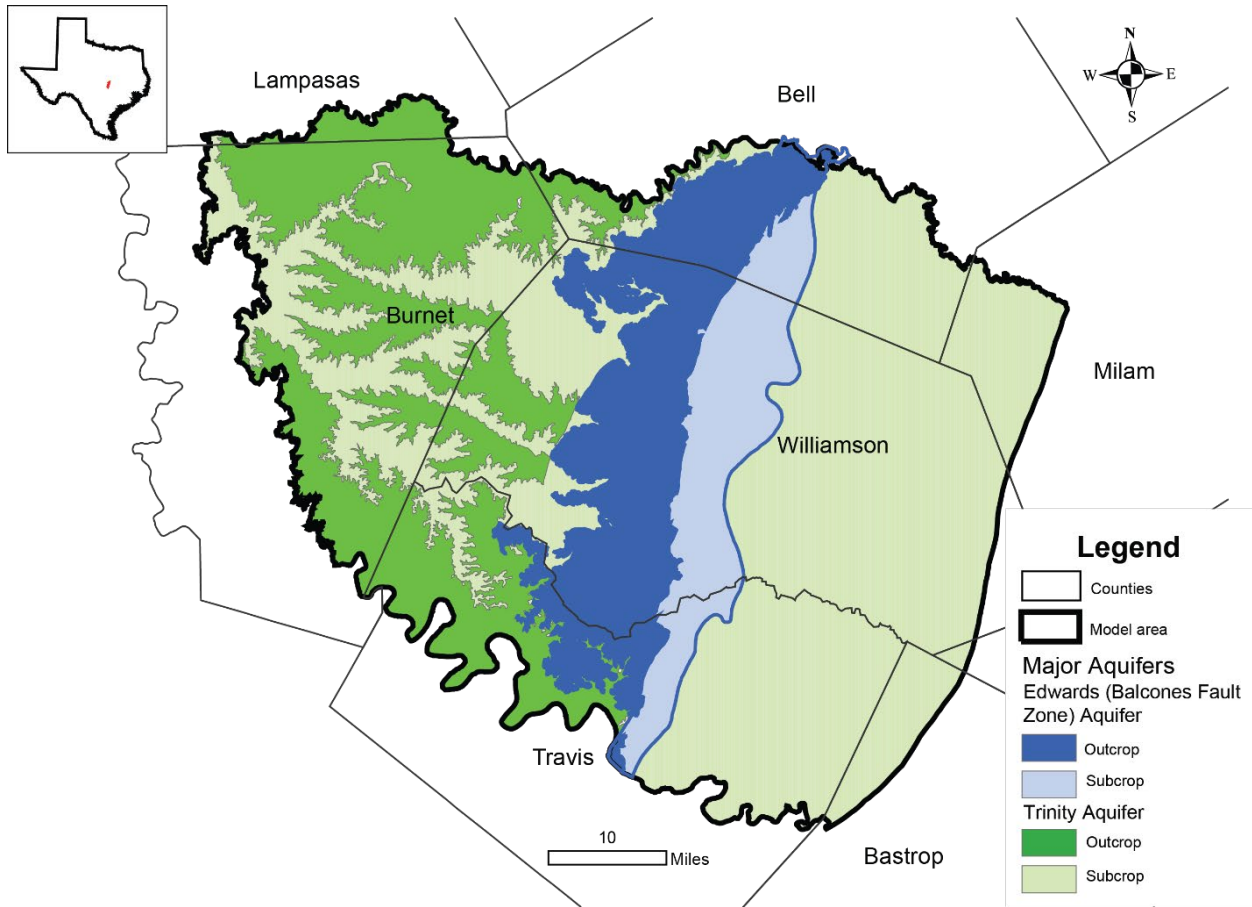 Lampasas
Bell
N
W E
S
Burnet
Milam
Williamson
Travis
10
Miles
Bastrop
Legend
Counties
Model area
Major Aquifers
Edwards (Balcones Fault
Zone) Aquifer
Outcrop
Subcrop
Trinity Aquifer
Outcrop
Subcrop